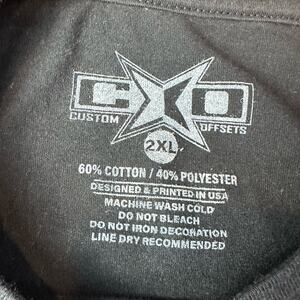 CXO
CUSTOM OFFSETS
2XL
60% COTTON / 40% POLYESTER
DESIGNED & PRINTED IN USA
MACHINE WASH COLD
DO NOT BLEACH
DO NOT IRON DECORATION
LINE DRY RECOMMENDED